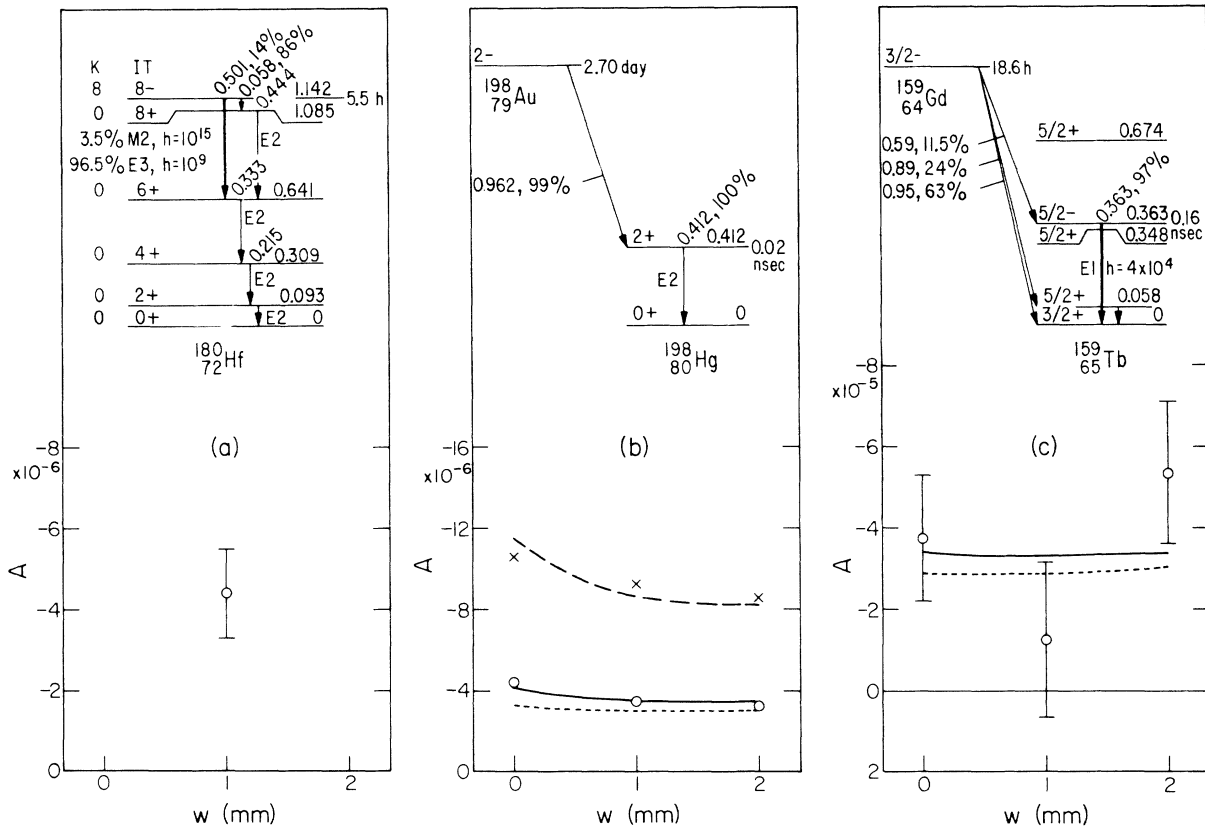 K IT
8 8- 1.142
0.501, 14%
0.058, 86%
0.444
5.5 h
0 8+ 1.085
3.5% M2, h=10¹⁵
E2
96.5% E3, h=10⁹
0.333
0 6+ 0.641
E2
0.215
0 4+ 0.309
E2
0 2+ 0.093
0 0+ E2 0
180
72 Hf
(a)
-8
×10⁻⁶
-6
-4
-2
0
A
0 1 2
w (mm)
2-
2.70 day
198
79 Au
0.962, 99%
0.412, 100%
2+ 0.412
0.02
nsec
E2
0+ 0
198
80 Hg
(b)
-16
×10⁻⁶
-12
-8
-4
0
A
0 1 2
w (mm)
3/2-
18.6 h
159
64 Gd
5/2+ 0.674
0.59, 11.5%
0.89, 24%
0.95, 63%
0.363, 97%
5/2- 0.363
0.16
nsec
5/2+ 0.348
E1 h=4×10⁴
5/2+ 0.058
3/2+ 0
159
65 Tb
(c)
-8
×10⁻⁵
-6
-4
-2
0
2
A
0 1 2
w (mm)